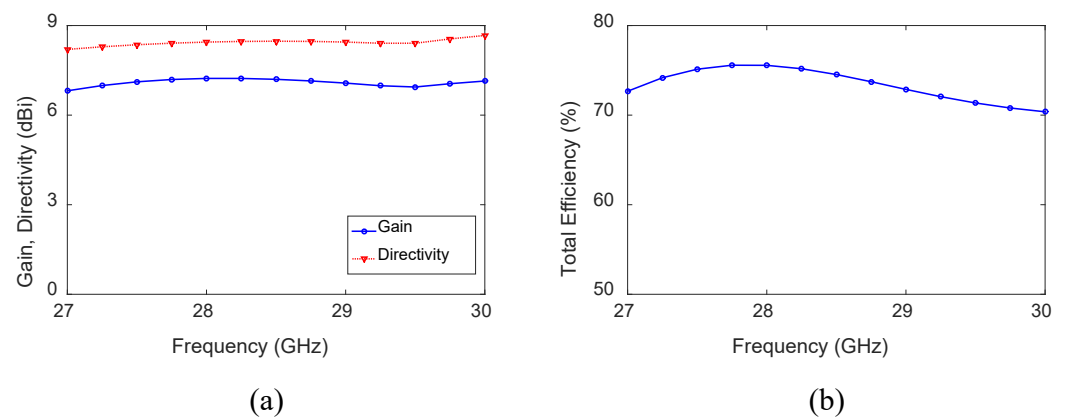 9
6
3
0
Gain, Directivity (dBi)
Gain
Directivity
27
28
29
30
Frequency (GHz)
(a)
80
70
60
50
Total Efficiency (%)
27
28
29
30
Frequency (GHz)
(b)